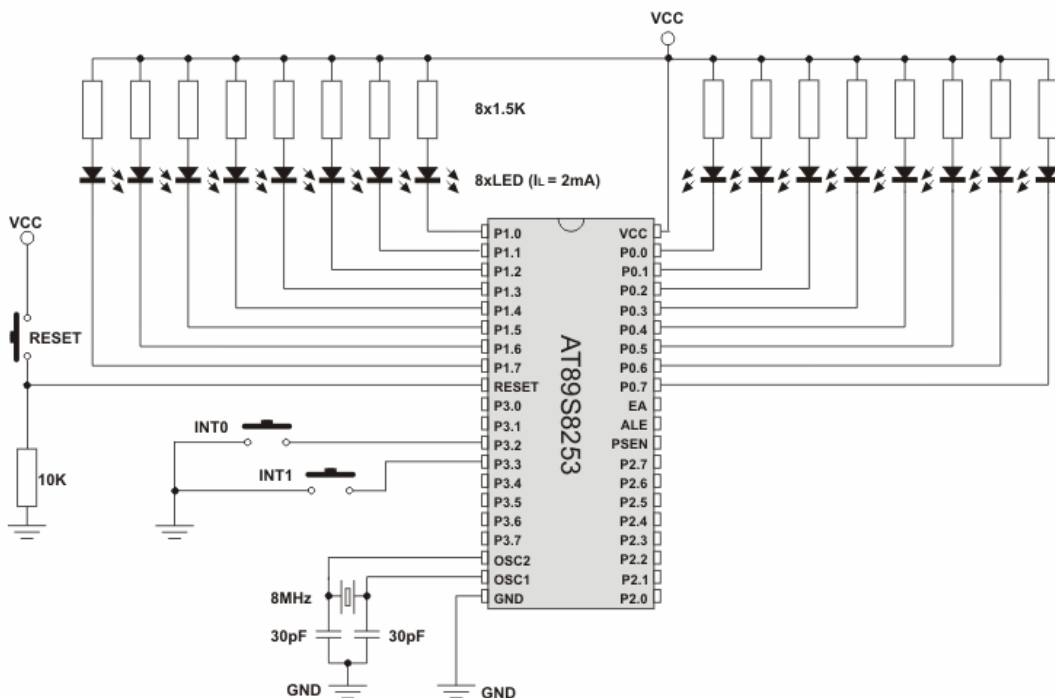 VCC
8x1.5K
8xLED (IL = 2mA)
VCC
RESET
10K
INT0
INT1
8MHz
30pF 30pF
GND
GND
P1.0 VCC
P1.1 P0.0
P1.2 P0.1
P1.3 P0.2
P1.4 P0.3
P1.5 P0.4
P1.6 P0.5
P1.7 P0.6
RESET P0.7
P3.0 EA
P3.1 ALE
P3.2 PSEN
P3.3 P2.7
P3.4 P2.6
P3.5 P2.5
P3.6 P2.4
P3.7 P2.3
OSC2 P2.2
OSC1 P2.1
GND P2.0
AT89S8253